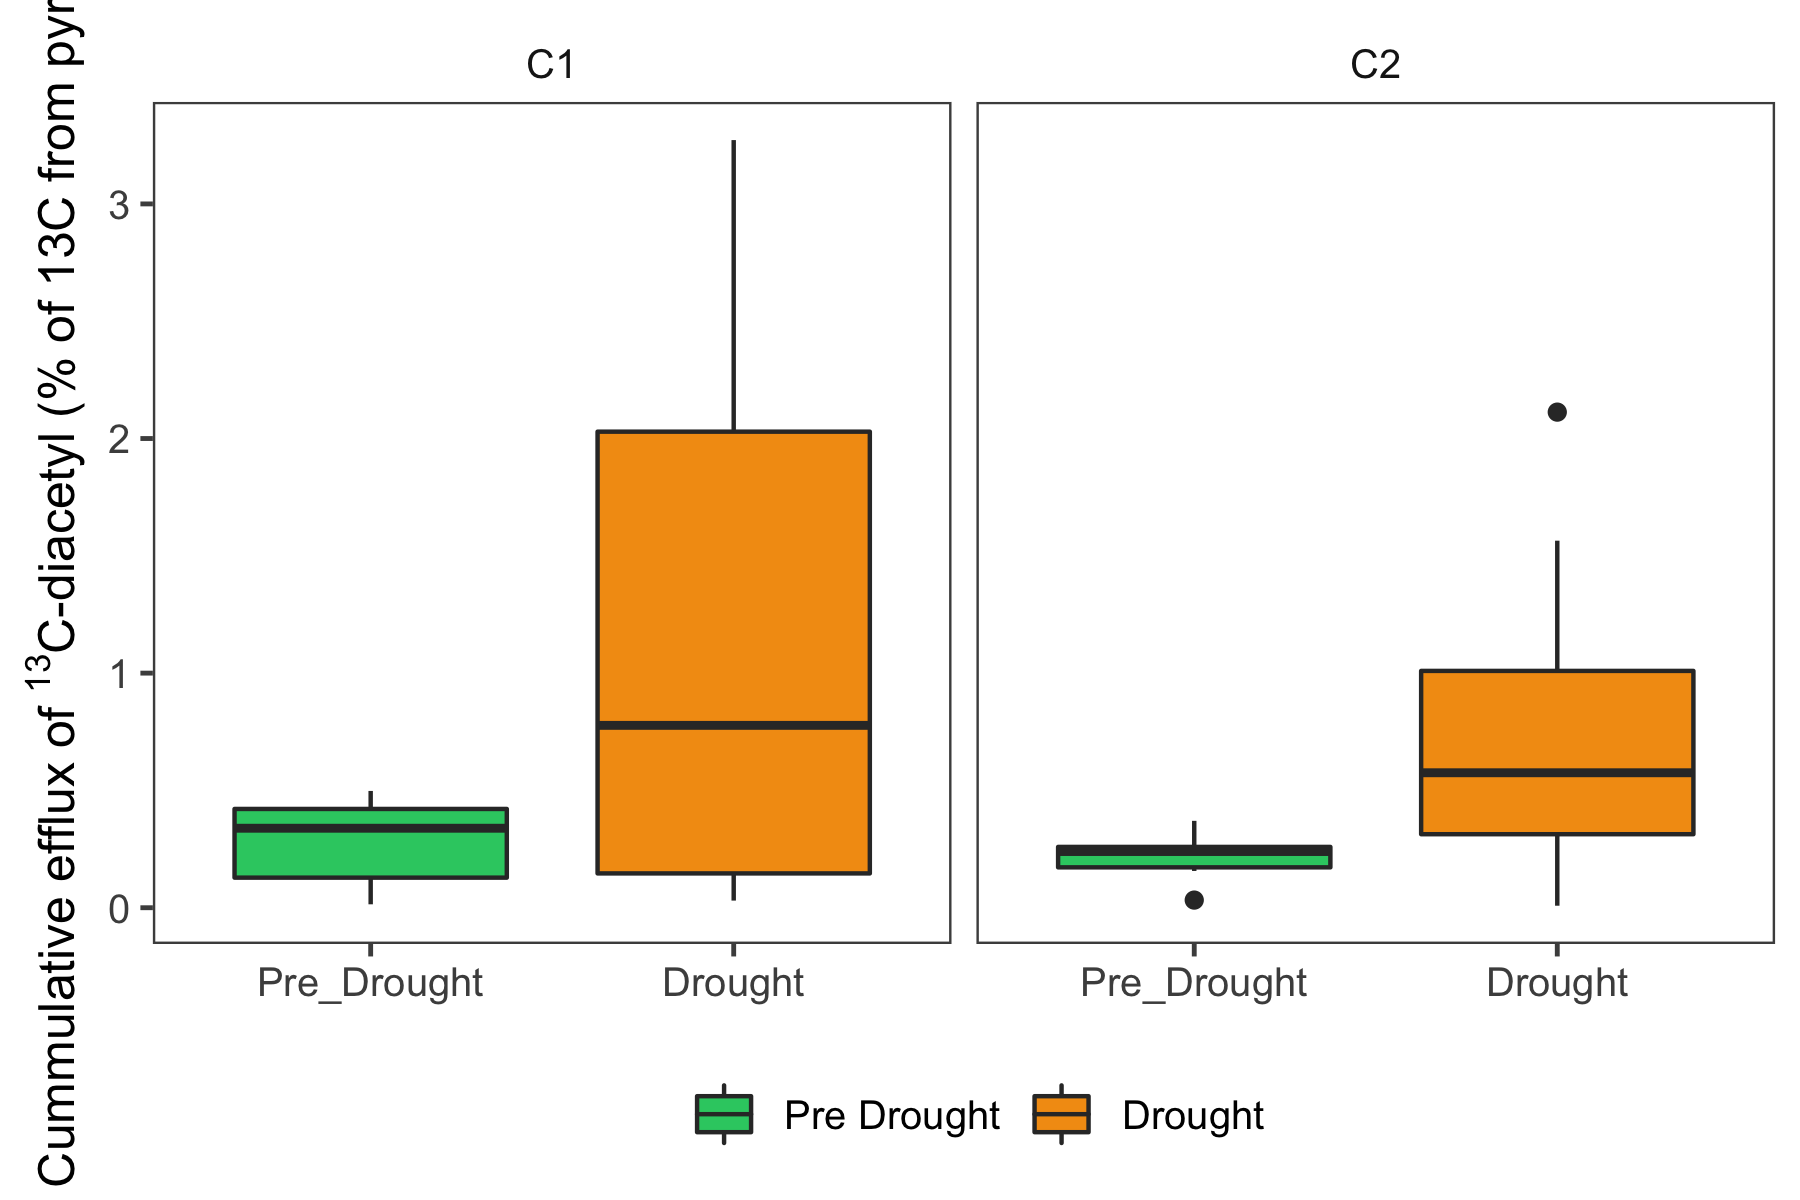 C1
C2
Cummulative efflux of ¹³C-diacetyl (% of 13C from pyr
3
2
1
0
Pre_Drought
Drought
Pre_Drought
Drought
Pre Drought
Drought